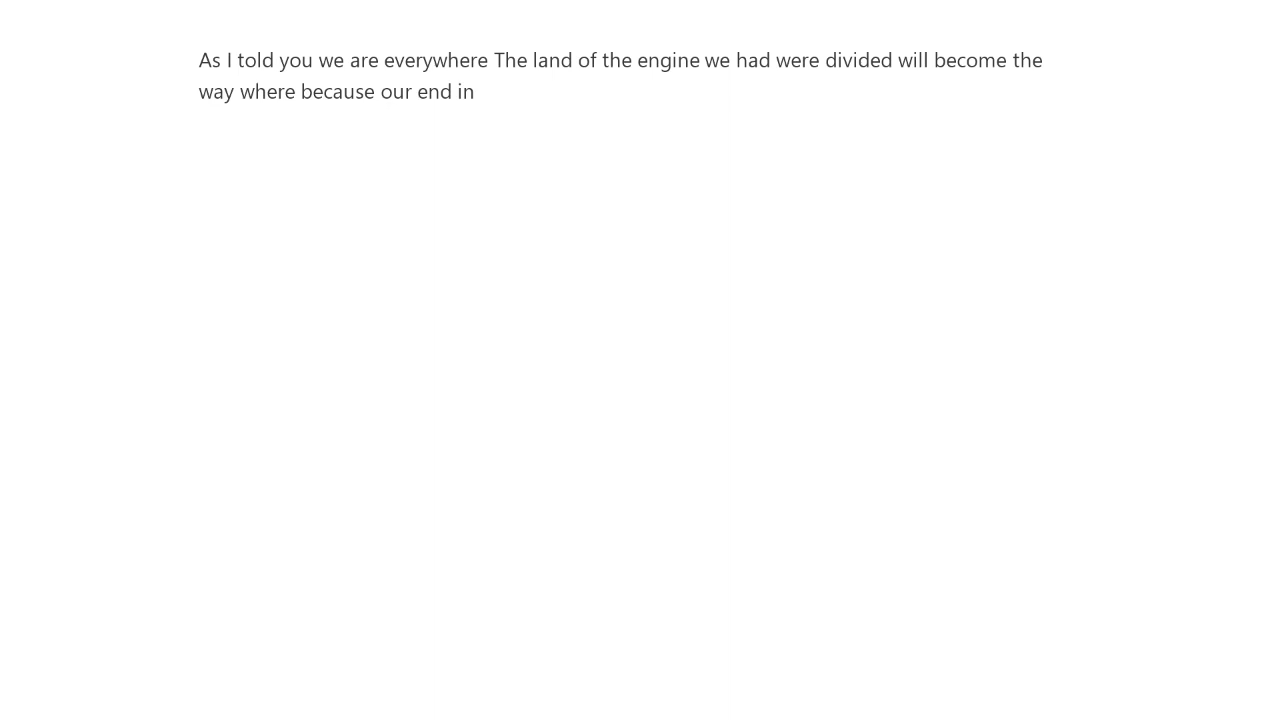 As I told you we are everywhere The land of the engine we had were divided will become the
way where because our end in